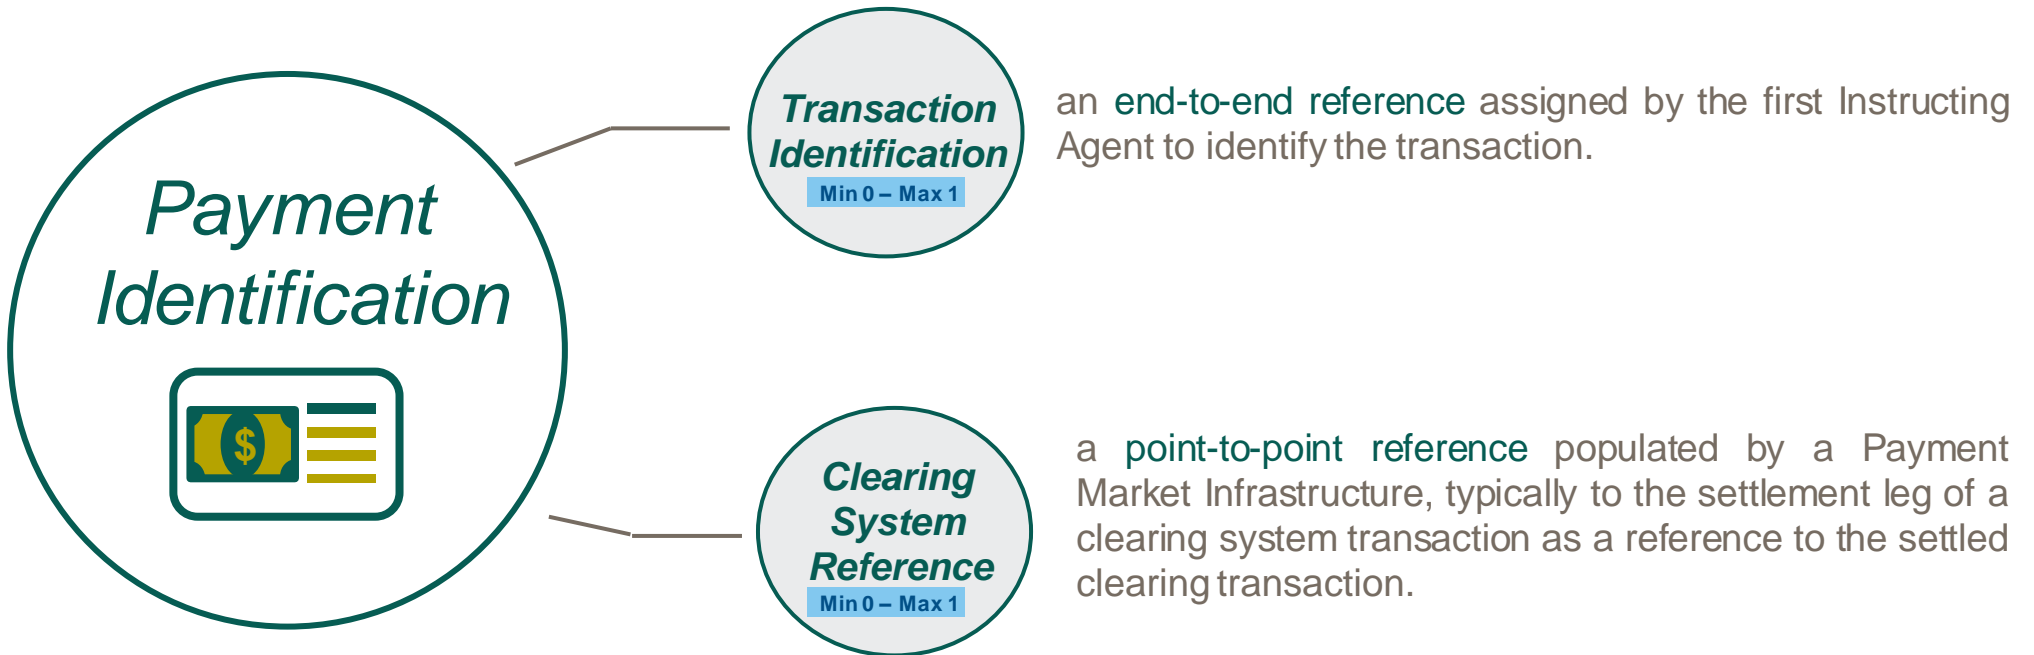 Payment
Identification
$
Transaction
Identification
Min 0 – Max 1
an end-to-end reference assigned by the first Instructing
Agent to identify the transaction.
Clearing
System
Reference
Min 0 – Max 1
a point-to-point reference populated by a Payment
Market Infrastructure, typically to the settlement leg of a
clearing system transaction as a reference to the settled
clearing transaction.